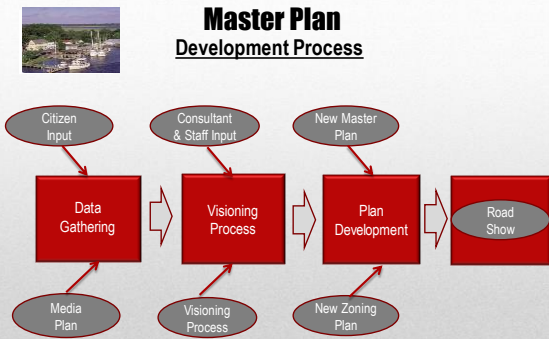 Master Plan
Development Process
Citizen
Input
Consultant
& Staff Input
New Master
Plan
Data
Gathering
Visioning
Process
Plan
Development
Road
Show
Media
Plan
Visioning
Process
New Zoning
Plan